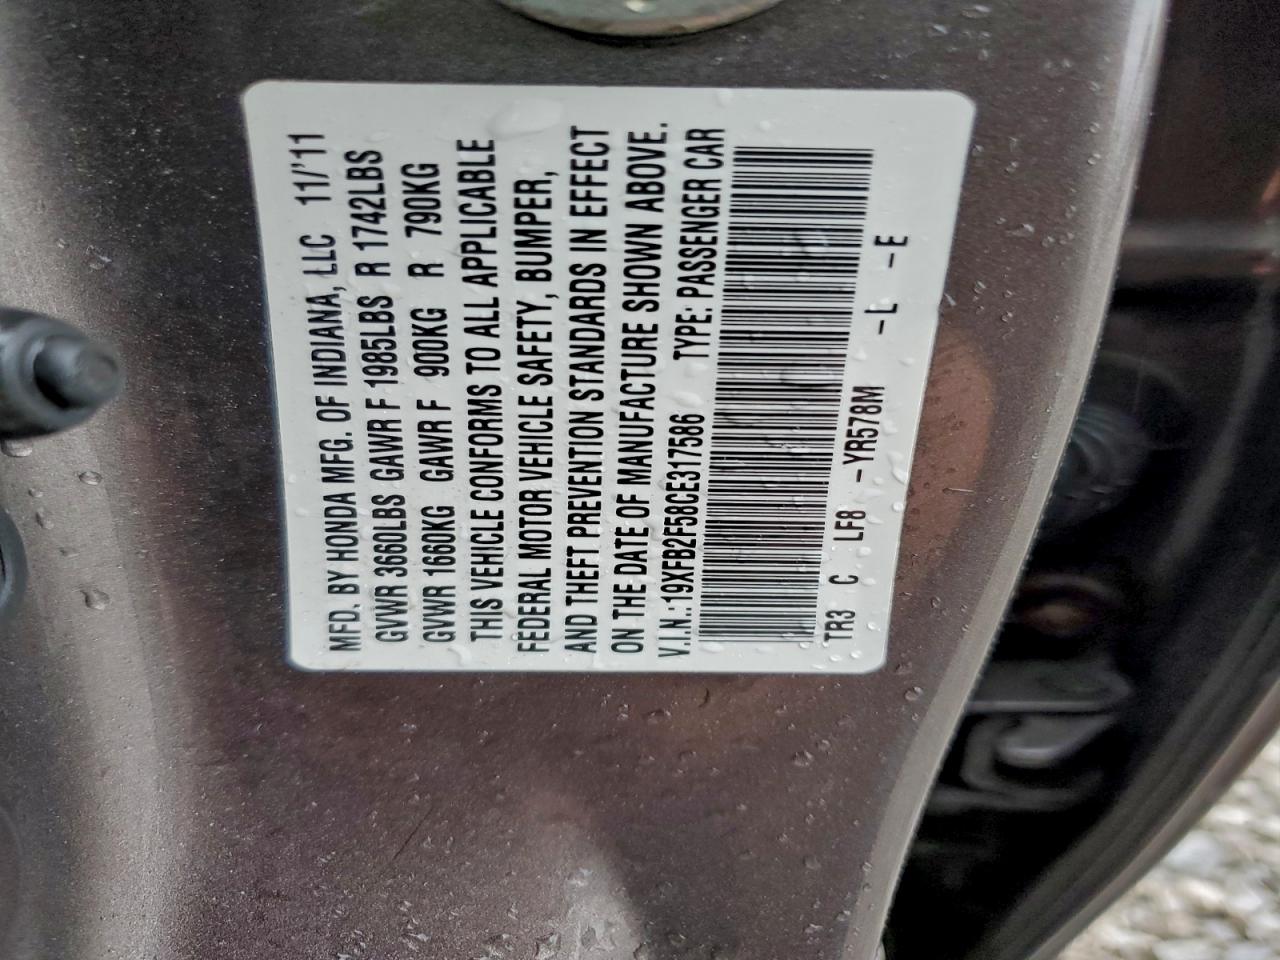 MFD. BY HONDA MFG. OF INDIANA, LLC 11/'11
GVWR 3660LBS GAWR F 1985LBS R 1742LBS
GVWR 1660KG GAWR F 900KG R 790KG
THIS VEHICLE CONFORMS TO ALL APPLICABLE
FEDERAL MOTOR VEHICLE SAFETY, BUMPER,
AND THEFT PREVENTION STANDARDS IN EFFECT
ON THE DATE OF MANUFACTURE SHOWN ABOVE.
V.I.N.:19XFB2F58CE317586 TYPE: PASSENGER CAR
TR3 C LF8 -YR578M -L -E